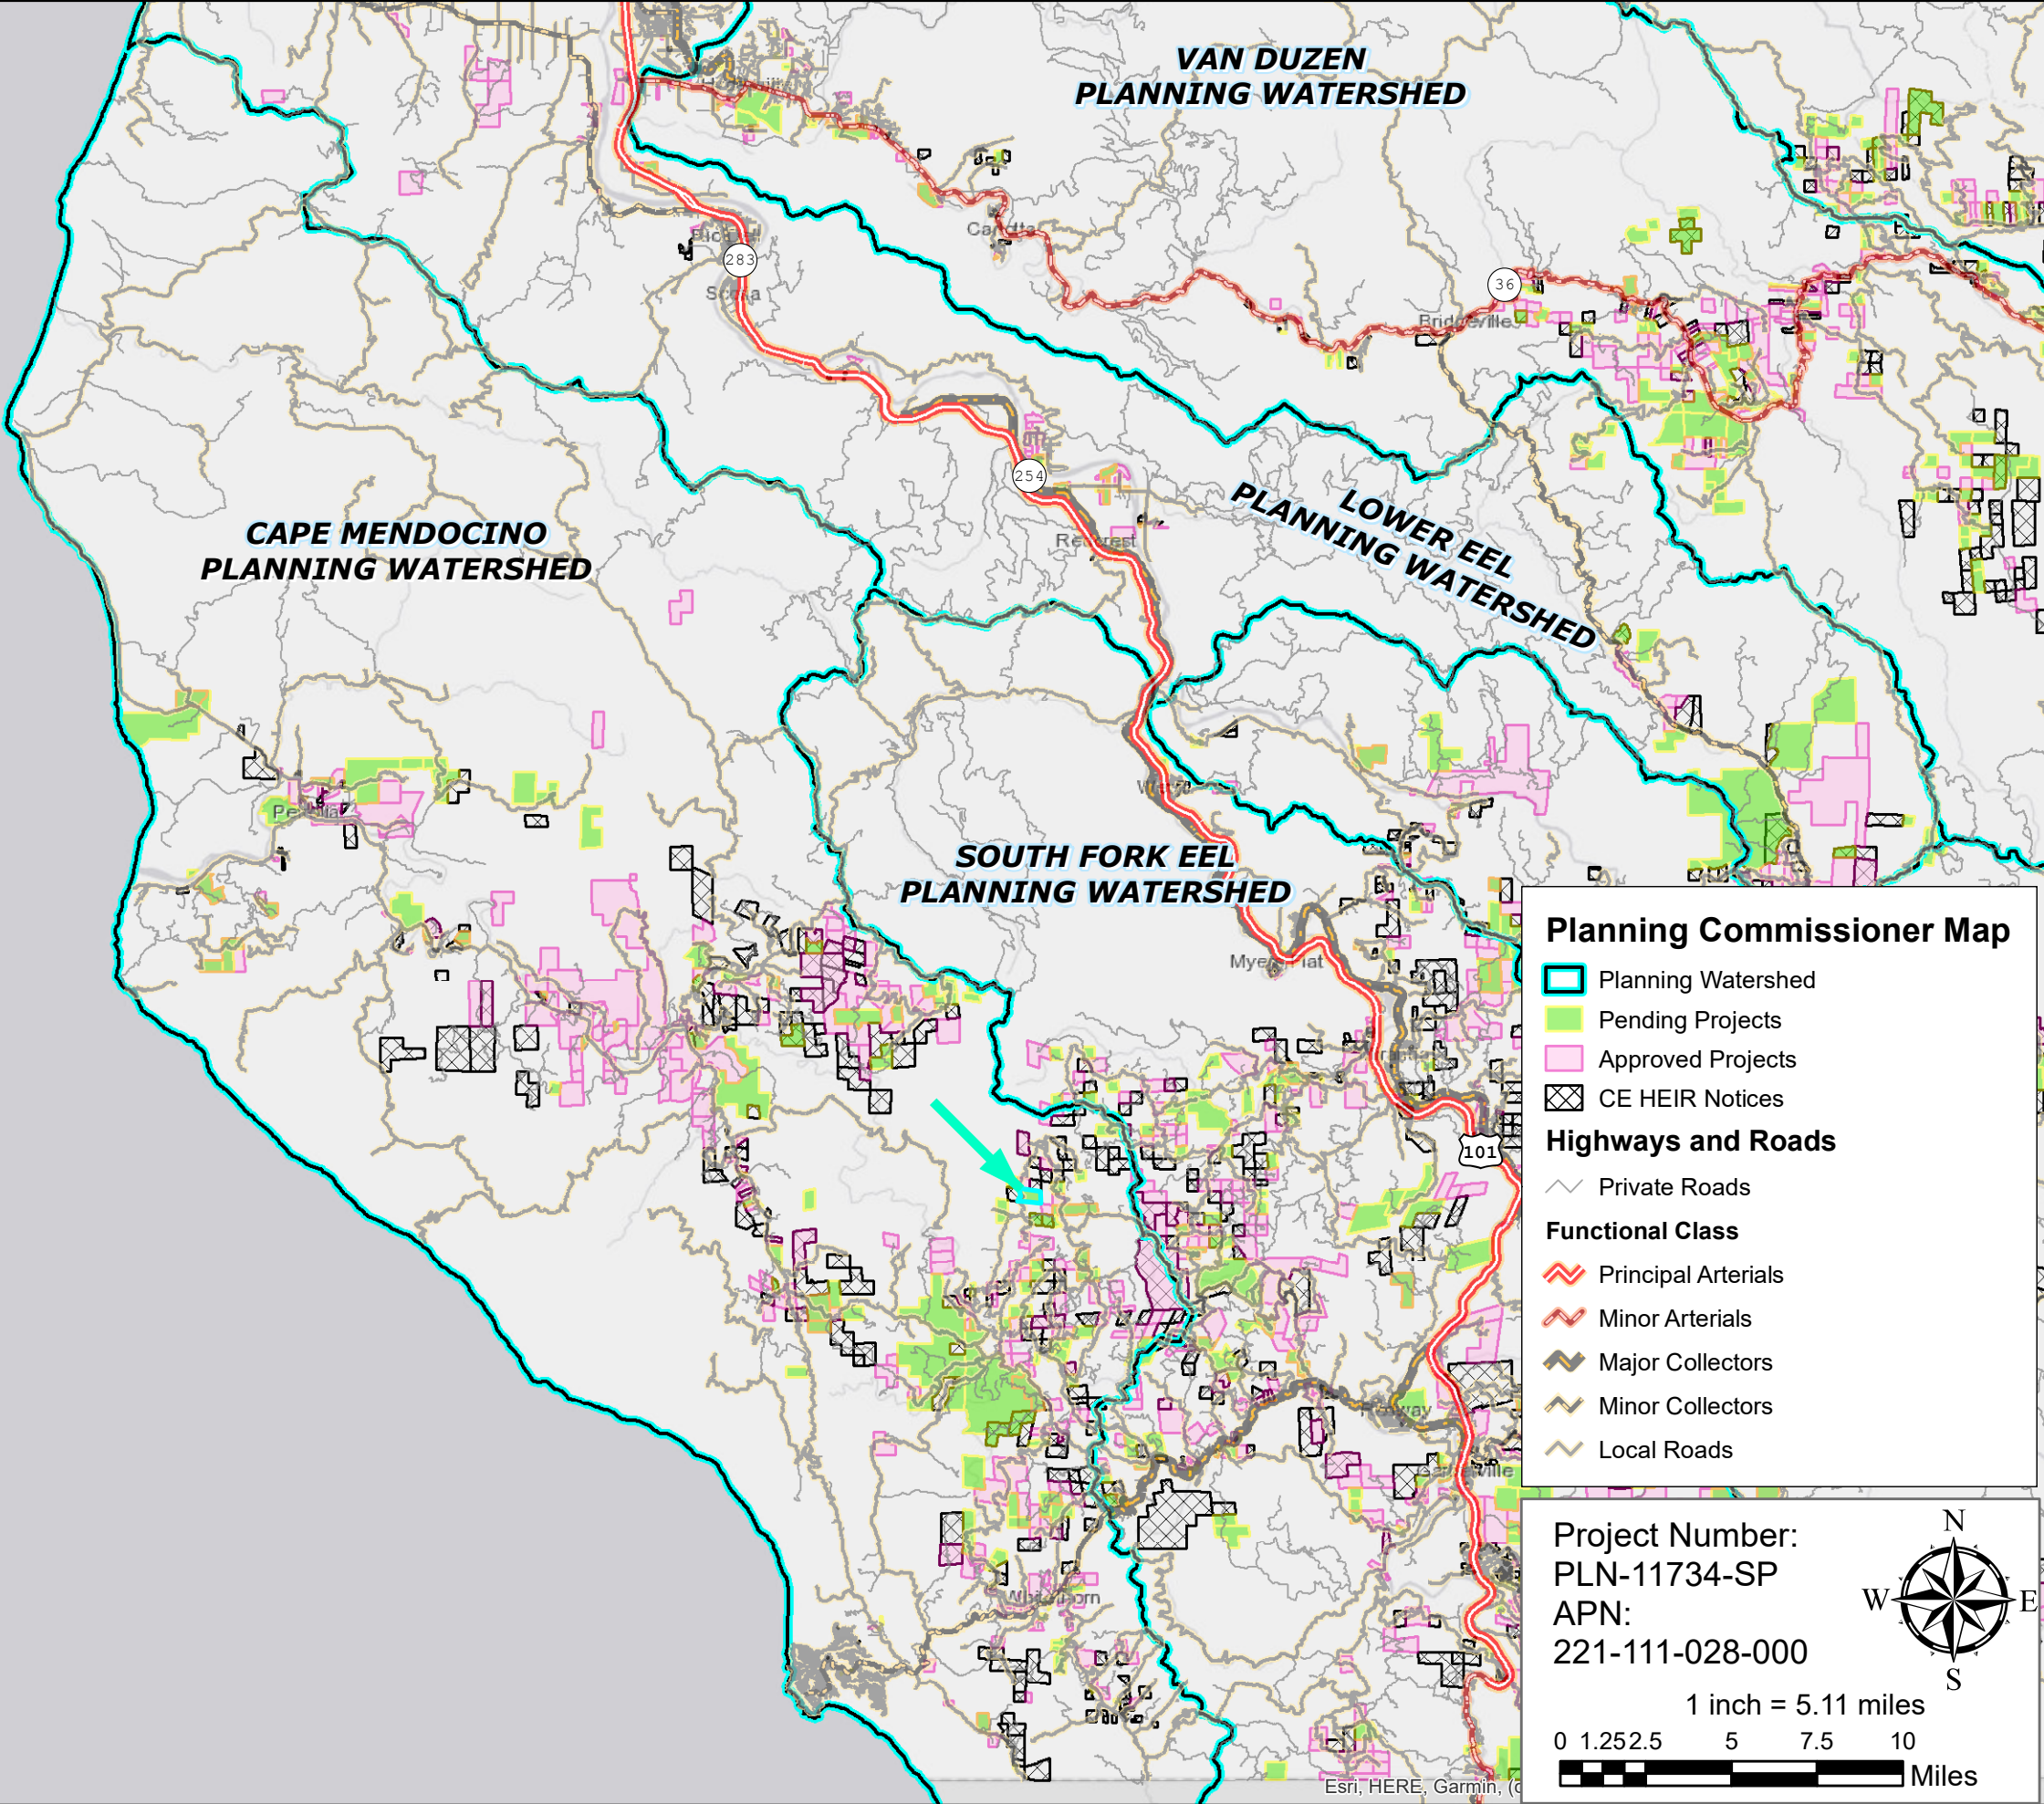 VAN DUZEN
PLANNING WATERSHED
283
36
254
CAPE MENDOCINO
PLANNING WATERSHED
LOWER EEL
PLANNING WATERSHED
Redcrest
Bridgeville
SOUTH FORK EEL
PLANNING WATERSHED
101
Planning Commissioner Map
Planning Watershed
Pending Projects
Approved Projects
CE HEIR Notices
Highways and Roads
Private Roads
Functional Class
Principal Arterials
Minor Arterials
Major Collectors
Minor Collectors
Local Roads
Project Number:
PLN-11734-SP
APN:
221-111-028-000
N
W E
S
1 inch = 5.11 miles
0 1.25 2.5 5 7.5 10
Miles
Esri, HERE, Garmin, (c